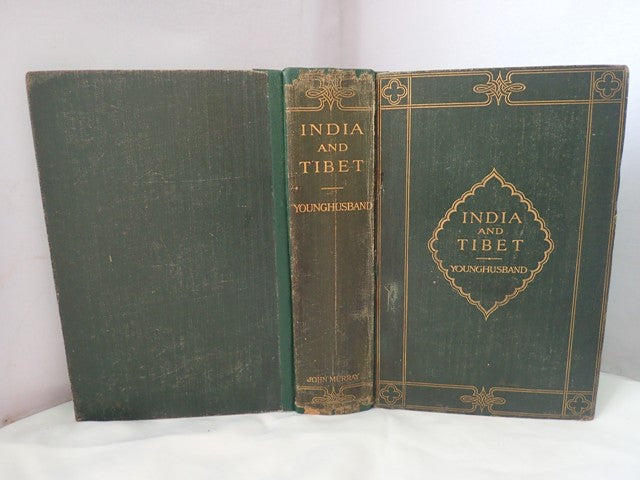 INDIA
AND
TIBET
YOUNGHUSBAND
JOHN MURRAY
INDIA
AND
TIBET
YOUNGHUSBAND